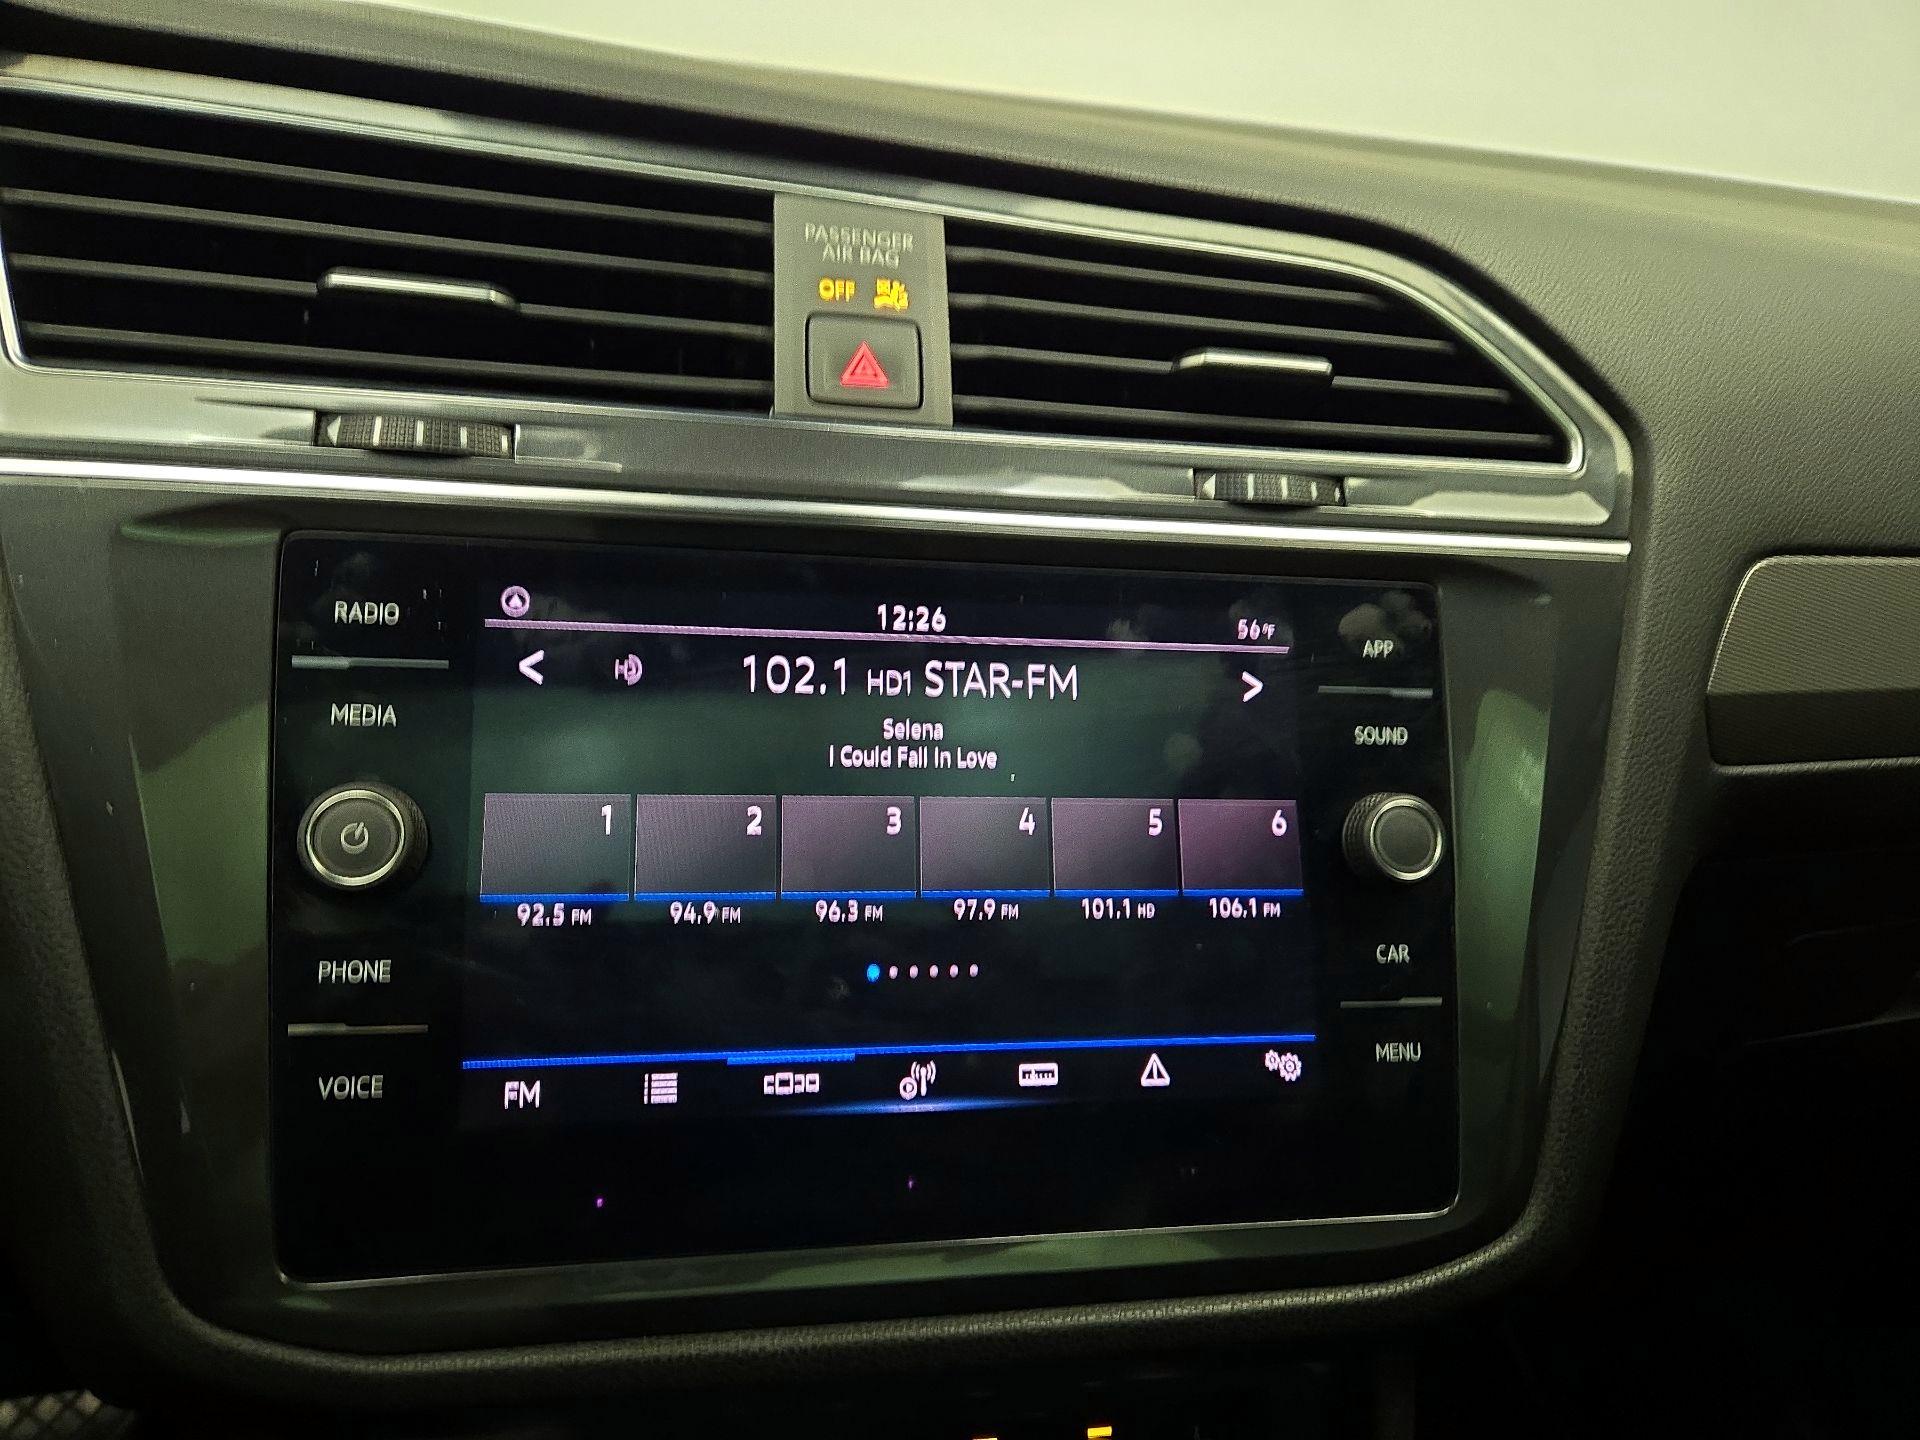 PASSENGER
AIR BAG
OFF
RADIO
MEDIA
PHONE
VOICE
12:26
56°F
< HD 102.1 HD1 STAR-FM >
Selena
I Could Fall In Love
1 2 3 4 5 6
92.5 FM 94.9 FM 96.3 FM 97.9 FM 101.1 HD 106.1 FM
FM
APP
SOUND
CAR
MENU